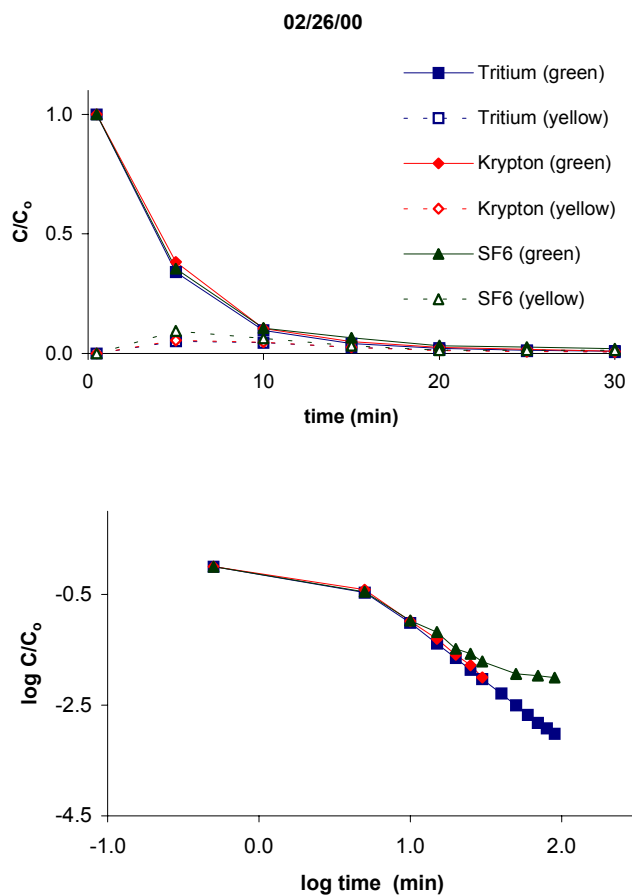 02/26/00
Tritium (green)
Tritium (yellow)
Krypton (green)
Krypton (yellow)
SF6 (green)
SF6 (yellow)
1.0
0.5
0.0
C/Co
0 10 20 30
time (min)
-0.5
-2.5
-4.5
log C/Co
-1.0 0.0 1.0 2.0
log time (min)